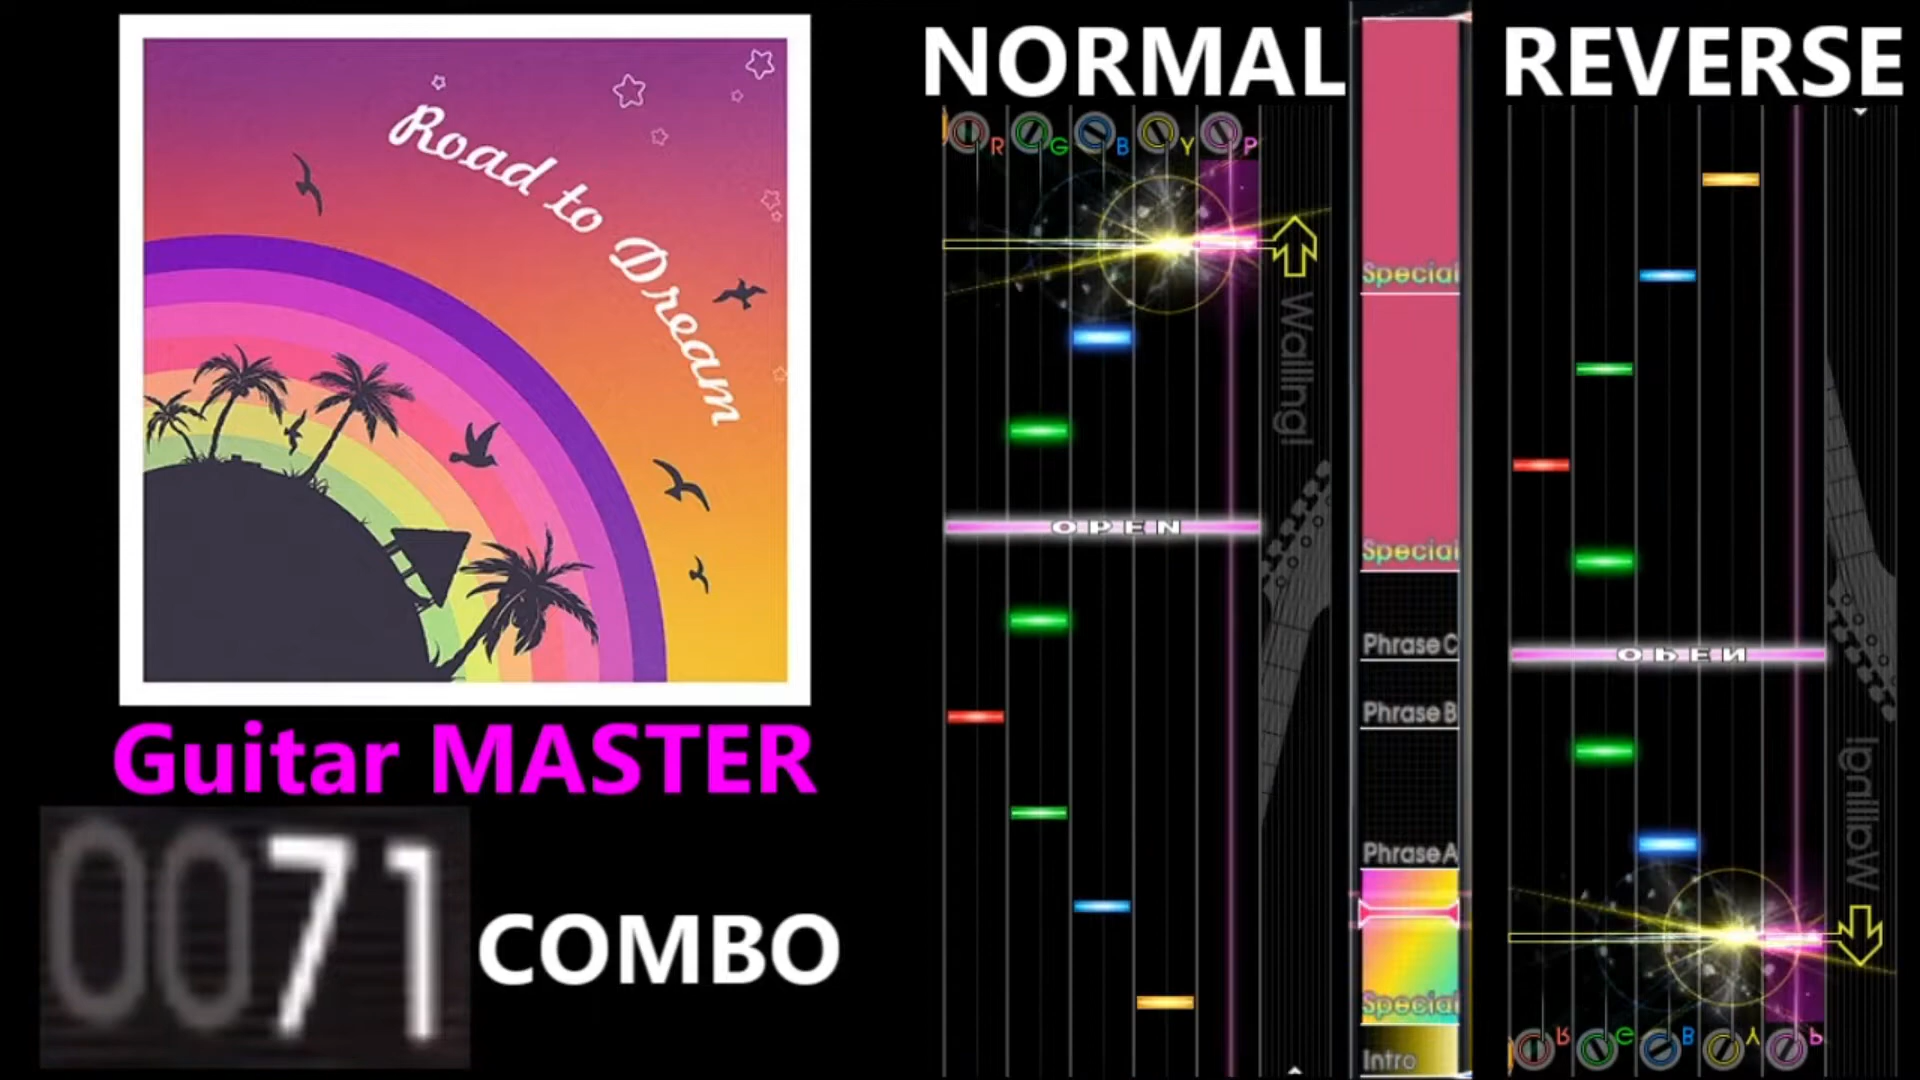 Road to Dream
Guitar MASTER
0071
COMBO
NORMAL
R G B Y P
Wailing!
OPEN
Special
Special
Phrase C
Phrase B
Phrase A
Special
Intro
REVERSE
OPEN
Wailing!
R G B Y P